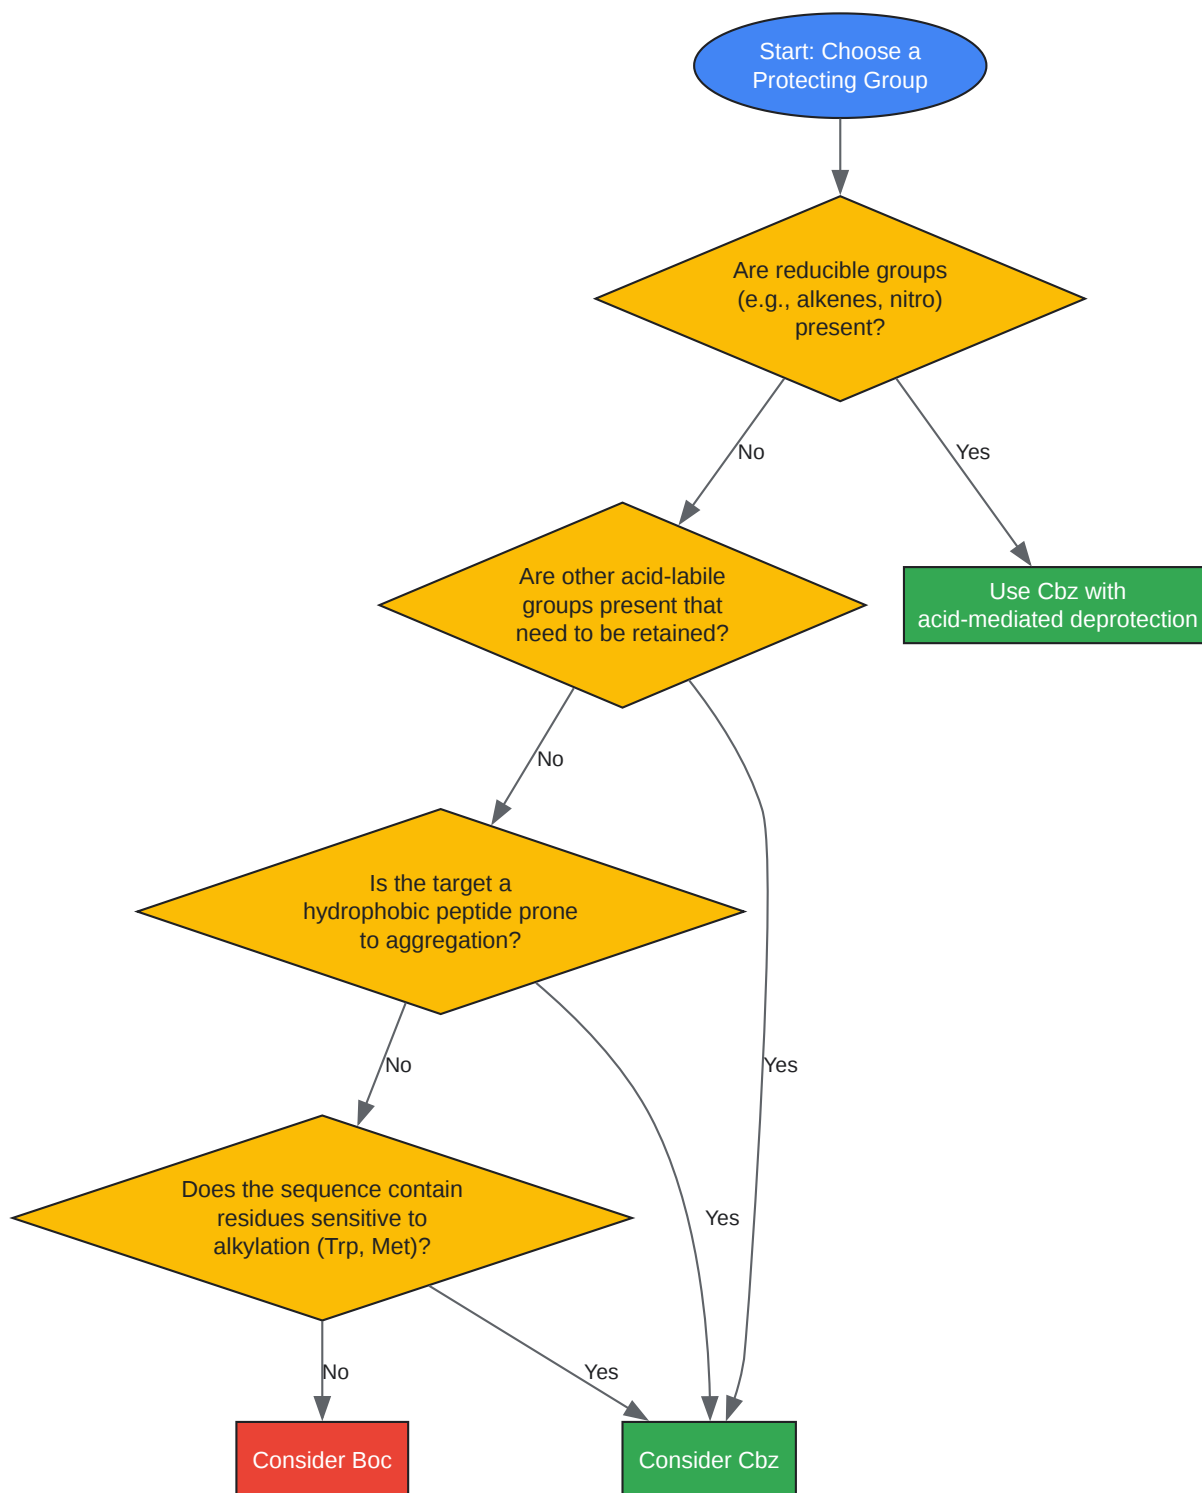 Start: Choose a
Protecting Group
Are reducible groups
(e.g., alkenes, nitro)
present?
No
Yes
Are other acid-labile
groups present that
need to be retained?
Use Cbz with
acid-mediated deprotection
No
Is the target a
hydrophobic peptide prone
to aggregation?
No
Yes
Does the sequence contain
residues sensitive to
alkylation (Trp, Met)?
Yes
No
Yes
Consider Boc
Consider Cbz